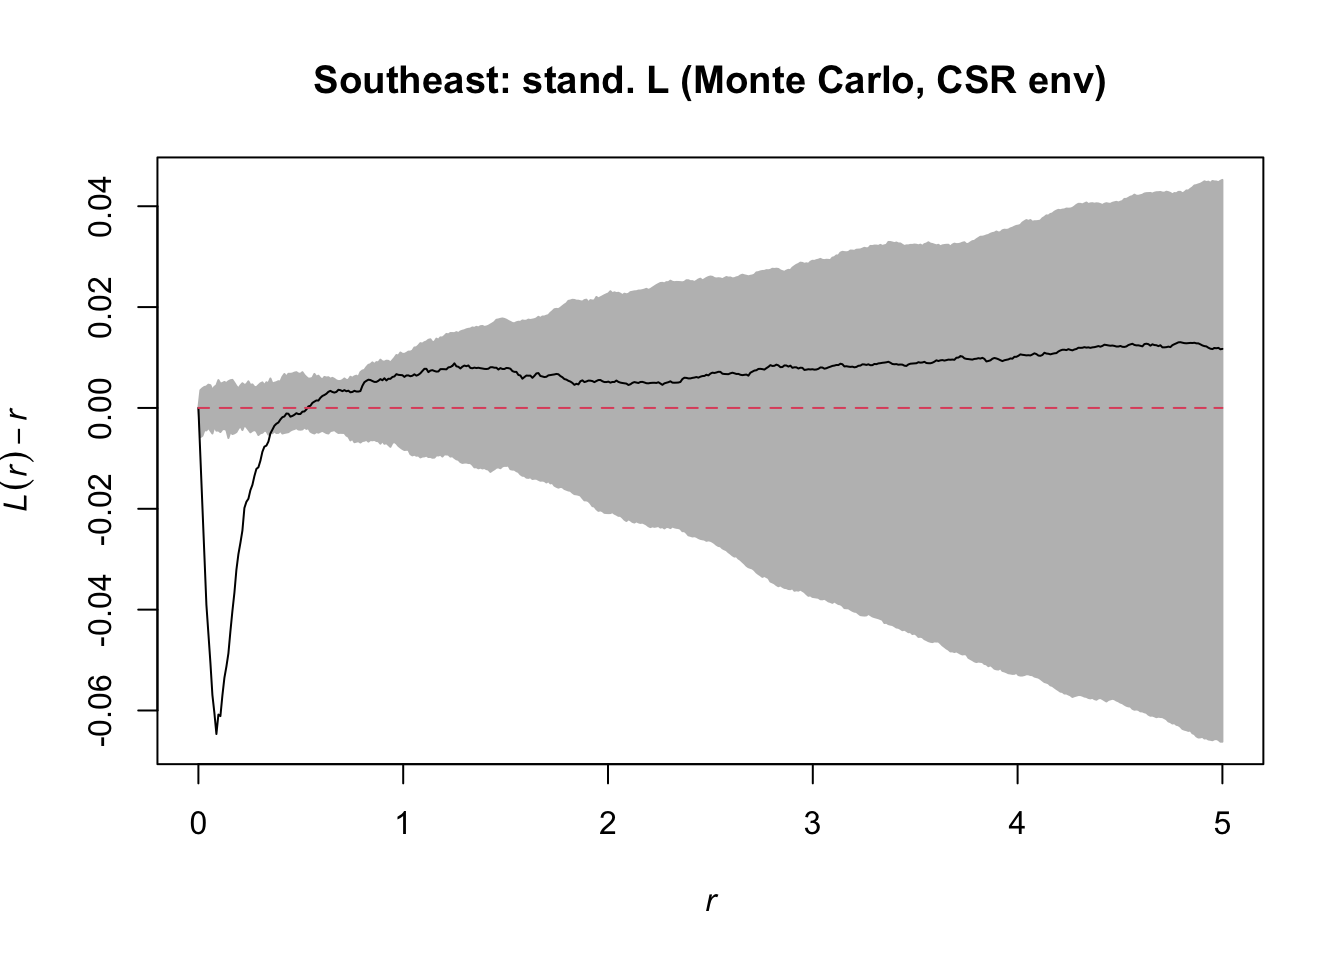 Southeast: stand. L (Monte Carlo, CSR env)
0.04
0.02
0.00
-0.02
-0.04
-0.06
L(r) − r
0 1 2 3 4 5
r